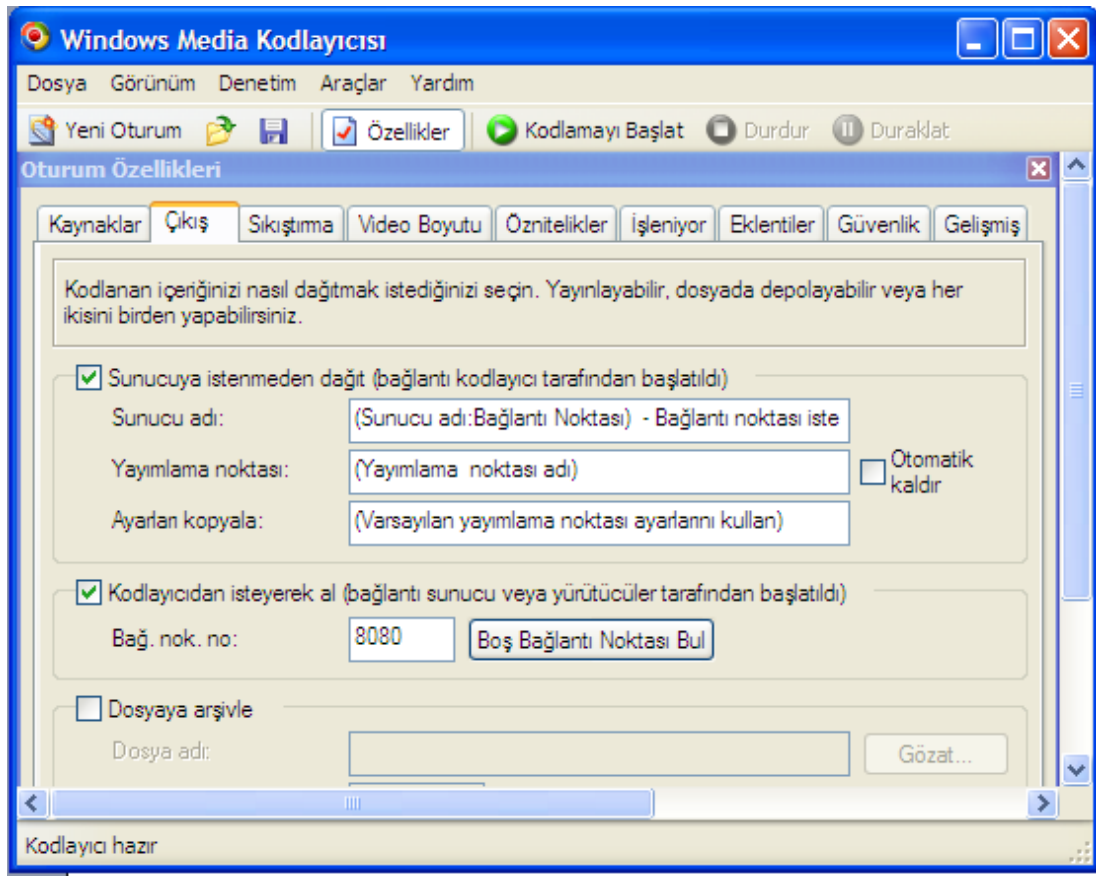 Windows Media Kodlayıcısı
Dosya Görünüm Denetim Araçlar Yardım
Yeni Oturum Özellikler Kodlamayı Başlat Durdur Duraklat
Oturum Özellikleri
Kaynaklar Çıkış Sıkıştırma Video Boyutu Öznitelikler İşleniyor Eklentiler Güvenlik Gelişmiş
Kodlanan içeriğinizi nasıl dağıtmak istediğinizi seçin. Yayınlayabilir, dosyada depolayabilir veya her
ikisini birden yapabilirsiniz.
Sunucuya istenmeden dağıt (bağlantı kodlayıcı tarafından başlatıldı)
Sunucu adı: (Sunucu adı:Bağlantı Noktası) - Bağlantı noktası iste
Yayımlama noktası: (Yayımlama noktası adı) Otomatik
kaldır
Ayarları kopyala: (Varsayılan yayımlama noktası ayarlarını kullan)
Kodlayıcıdan isteyerek al (bağlantı sunucu veya yürütücüler tarafından başlatıldı)
Bağ. nok. no: 8080 Boş Bağlantı Noktası Bul
Dosyaya arşivle
Dosya adı: Gözat...
Kodlayıcı hazır